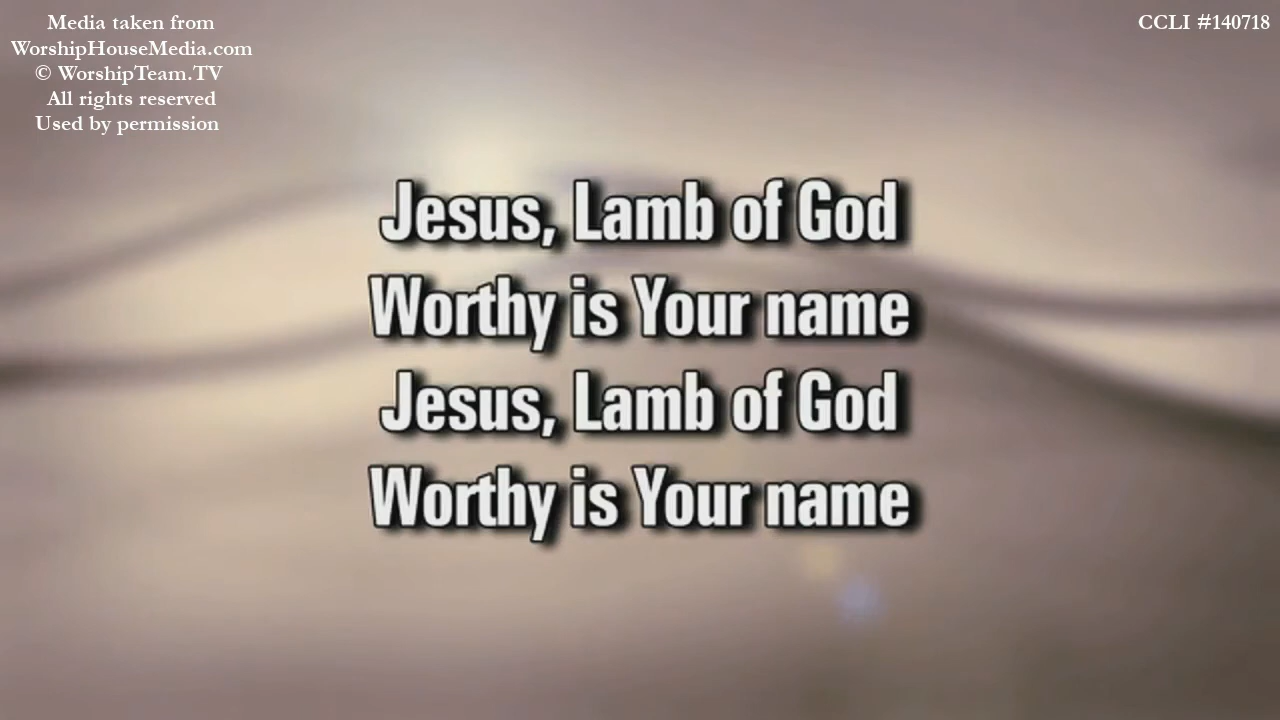 Media taken from
WorshipHouseMedia.com
© WorshipTeam.TV
All rights reserved
Used by permission
CCLI #140718
Jesus, Lamb of God
Worthy is Your name
Jesus, Lamb of God
Worthy is Your name